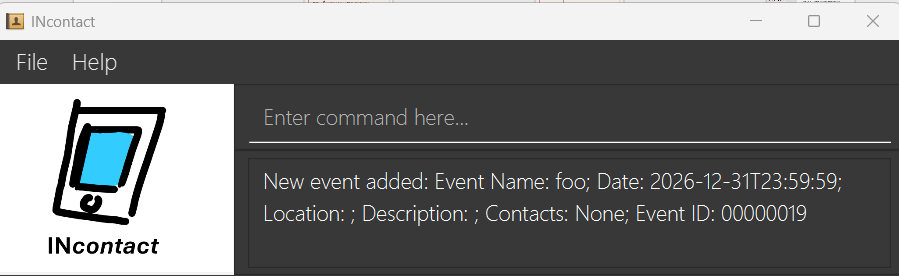 INcontact
File Help
Enter command here...
New event added: Event Name: foo; Date: 2026-12-31T23:59:59;
Location: ; Description: ; Contacts: None; Event ID: 00000019
INcontact